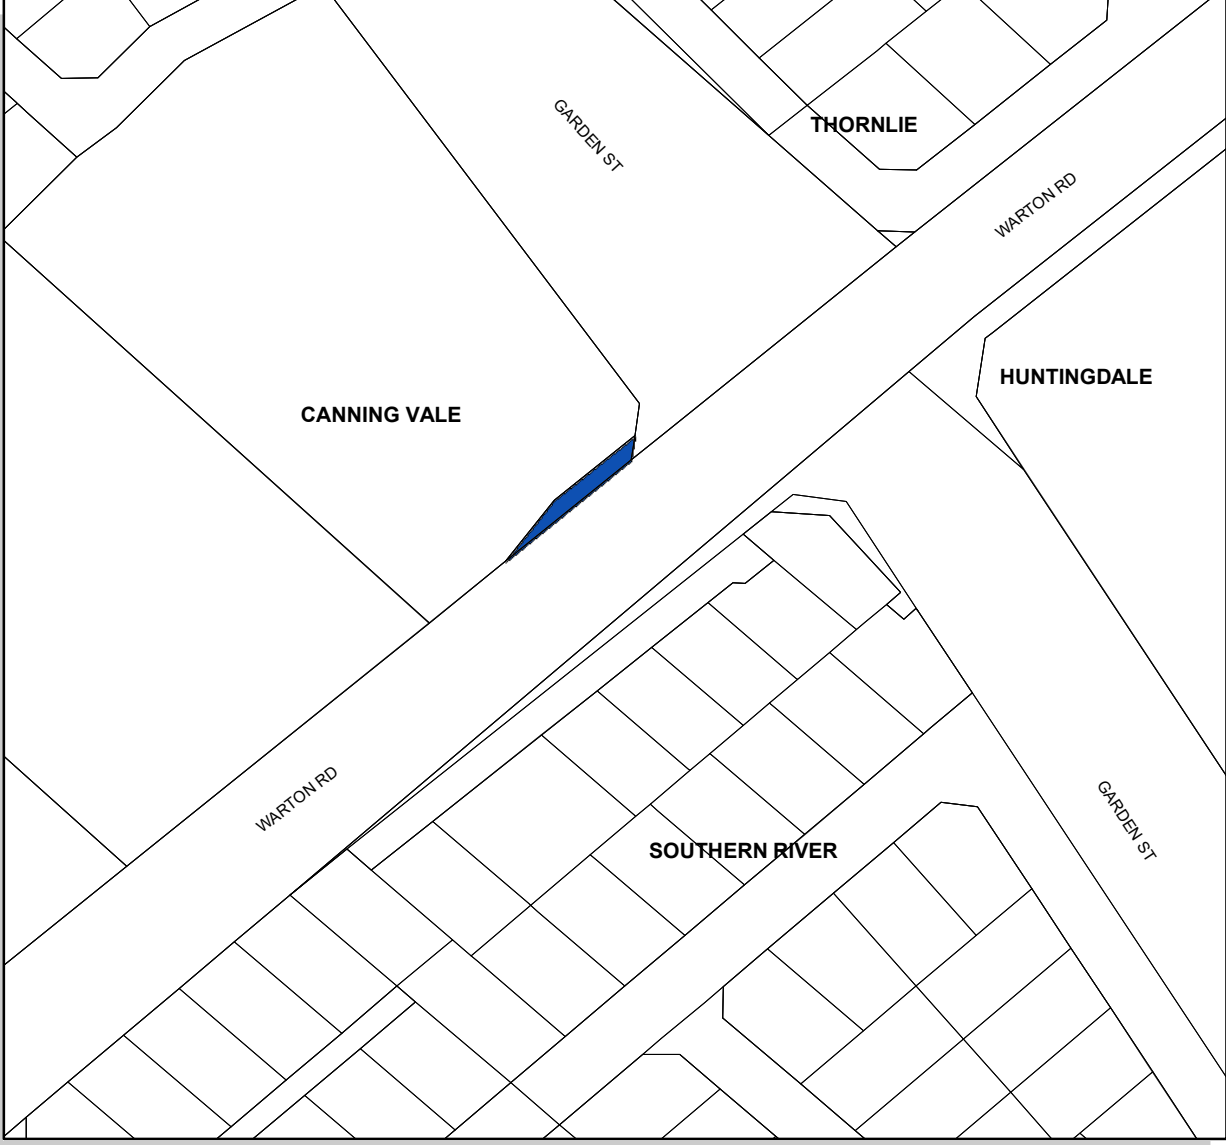 GARDEN ST
THORNLIE
WARTON RD
HUNTINGDALE
CANNING VALE
WARTON RD
GARDEN ST
SOUTHERN RIVER